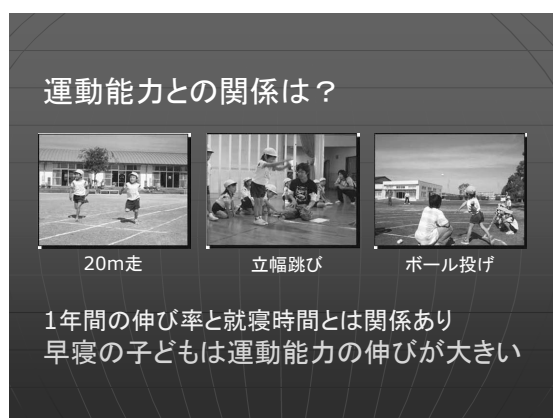 運動能力との関係は？
20m走
立幅跳び
ボール投げ
1年間の伸び率と就寝時間とは関係あり
早寝の子どもは運動能力の伸びが大きい